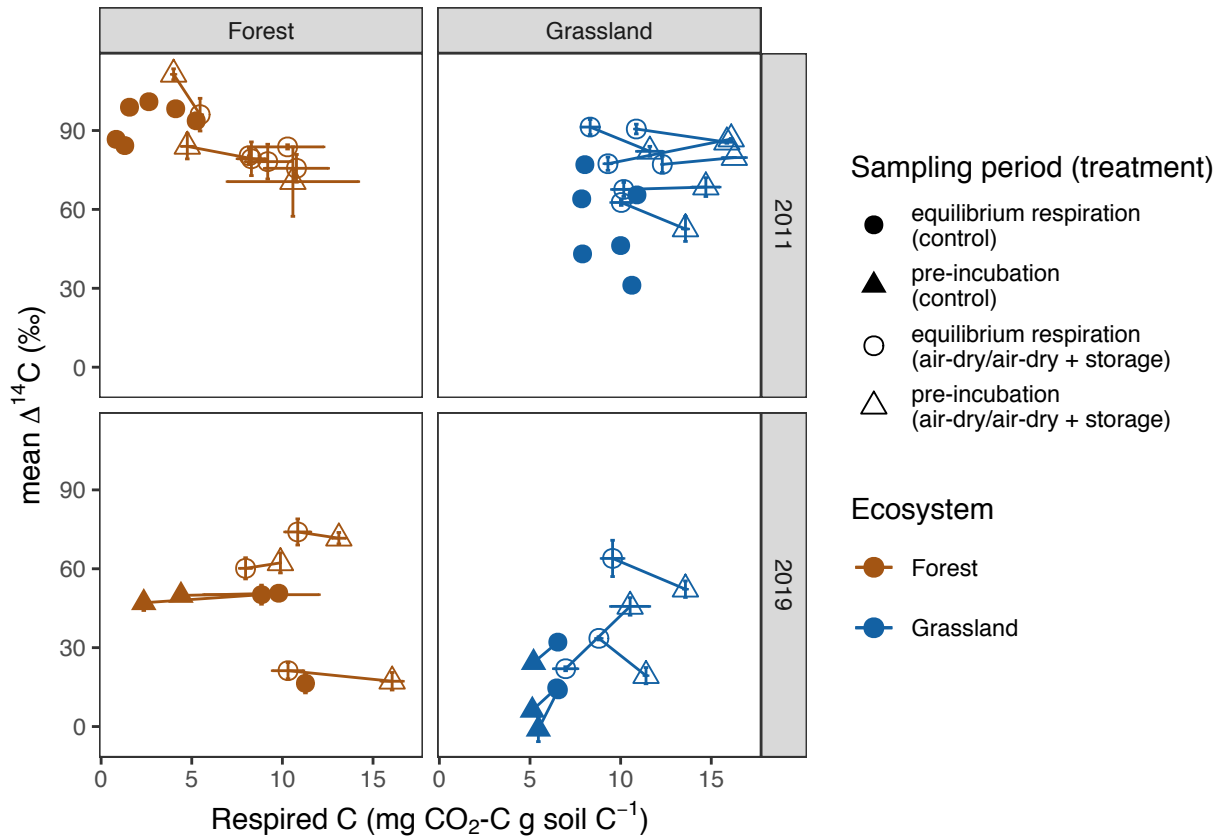 Forest
Grassland
mean Δ¹⁴C (‰)
90
60
30
0
2011
90
60
30
0
2019
0
5
10
15
0
5
10
15
Respired C (mg CO₂-C g soil C⁻¹)
Sampling period (treatment)
equilibrium respiration
(control)
pre-incubation
(control)
equilibrium respiration
(air-dry/air-dry + storage)
pre-incubation
(air-dry/air-dry + storage)
Ecosystem
Forest
Grassland